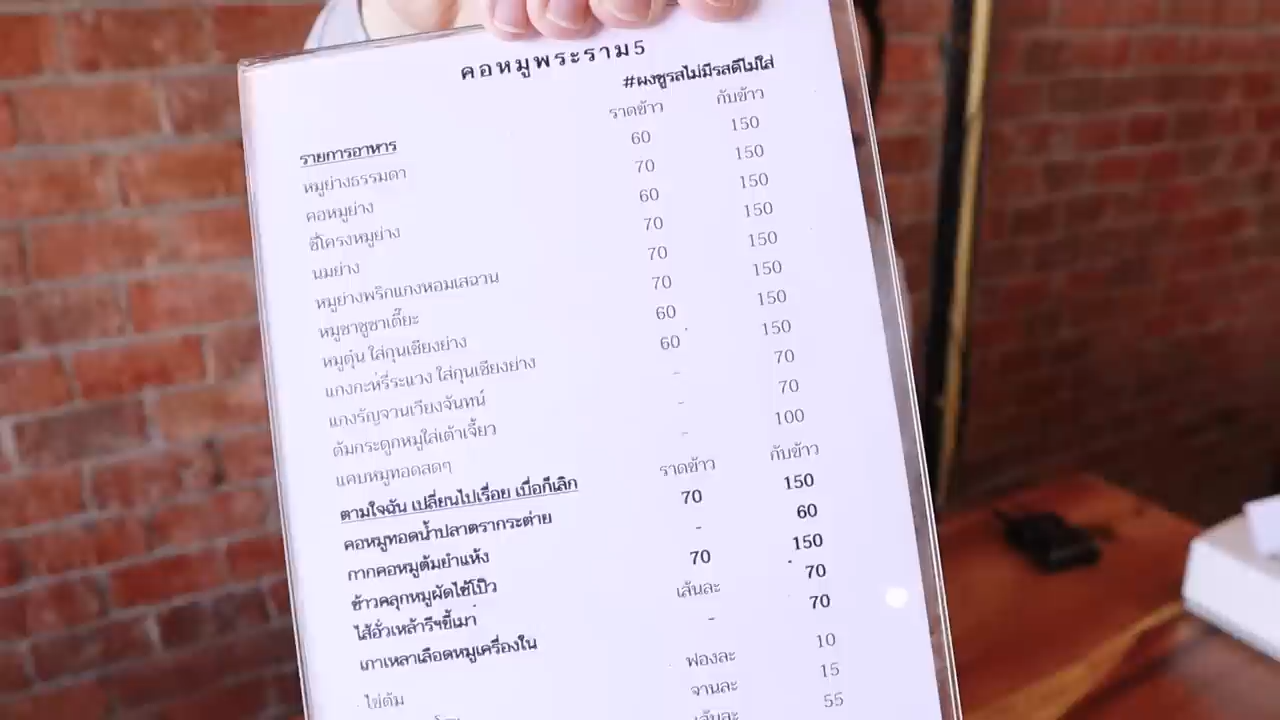 คอหมูพระราม5
#ผงชูรสไม่มีรสดีไม่ใส่
รายการอาหาร ราดข้าว กับข้าว
หมูย่างธรรมดา 60 150
คอหมูย่าง 70 150
ซี่โครงหมูย่าง 60 150
นมย่าง 70 150
หมูย่างพริกแกงหอมเสฉาน 70 150
หมูชาชูซาเตี๊ยะ 70 150
หมูตุ๋น ใส่กุนเชียงย่าง 60 150
แกงกะหรี่ระแวง ใส่กุนเชียงย่าง 60 150
แกงรัญจวนเวียงจันทน์ - 70
ต้มกระดูกหมูใส่เต้าเจี้ยว - 70
แคบหมูทอดสดๆ - 100
ตามใจฉัน เปลี่ยนไปเรื่อย เบื่อก็เลิก ราดข้าว กับข้าว
คอหมูทอดน้ำปลาตรากระต่าย 70 150
กากคอหมูต้มยำแห้ง - 60
ข้าวคลุกหมูผัดไช้โป๊ว 70 150
ไส้อั่วเหล้ารีฯขี้เมา เส้นละ 70
เกาเหลาเลือดหมูเครื่องใน - 70
ไข่ต้ม ฟองละ 10
จานละ 15
เส้นละ 55